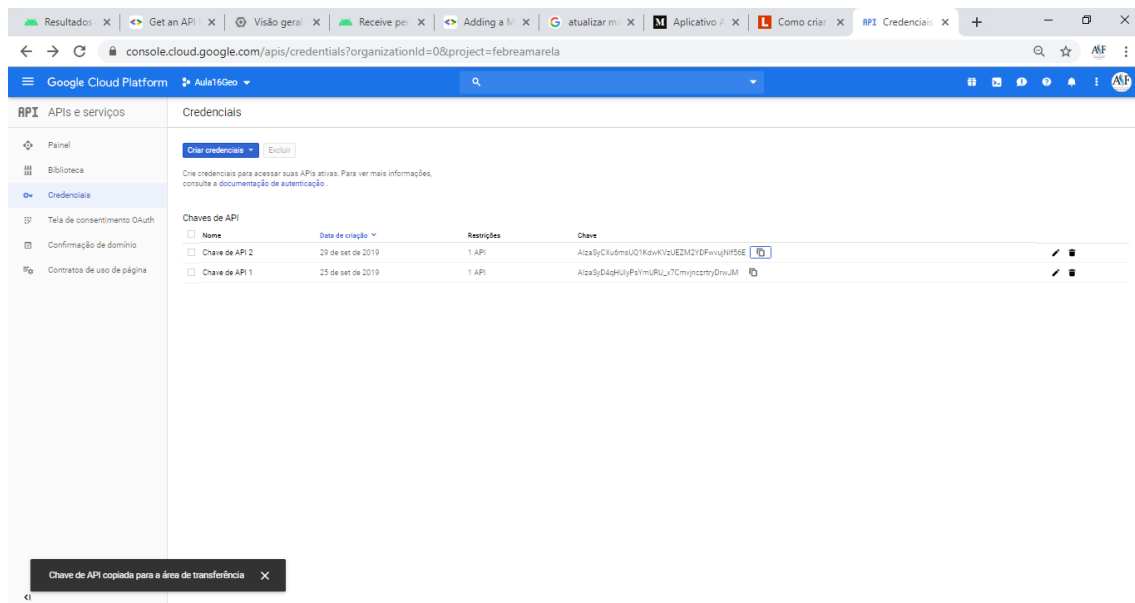 Resultados
Get an API
Visão geral
Receive per
Adding a M
atualizar m
M Aplicativo A
L Como criar
API Credenciais
console.cloud.google.com/apis/credentials?organizationId=0&project=febreamarela
Google Cloud Platform
Aula16Geo
API APIs e serviços
Credenciais
Painel
Biblioteca
Credenciais
Tela de consentimento OAuth
Confirmação de domínio
Contratos de uso de página
Criar credenciais
Excluir
Crie credenciais para acessar suas APIs ativas. Para ver mais informações,
consulte a documentação de autenticação.
Chaves de API
Nome Data de criação Restrições Chave
Chave de API 2 29 de set de 2019 1 API
Chave de API 1 25 de set de 2019 1 API
Chave de API copiada para a área de transferência